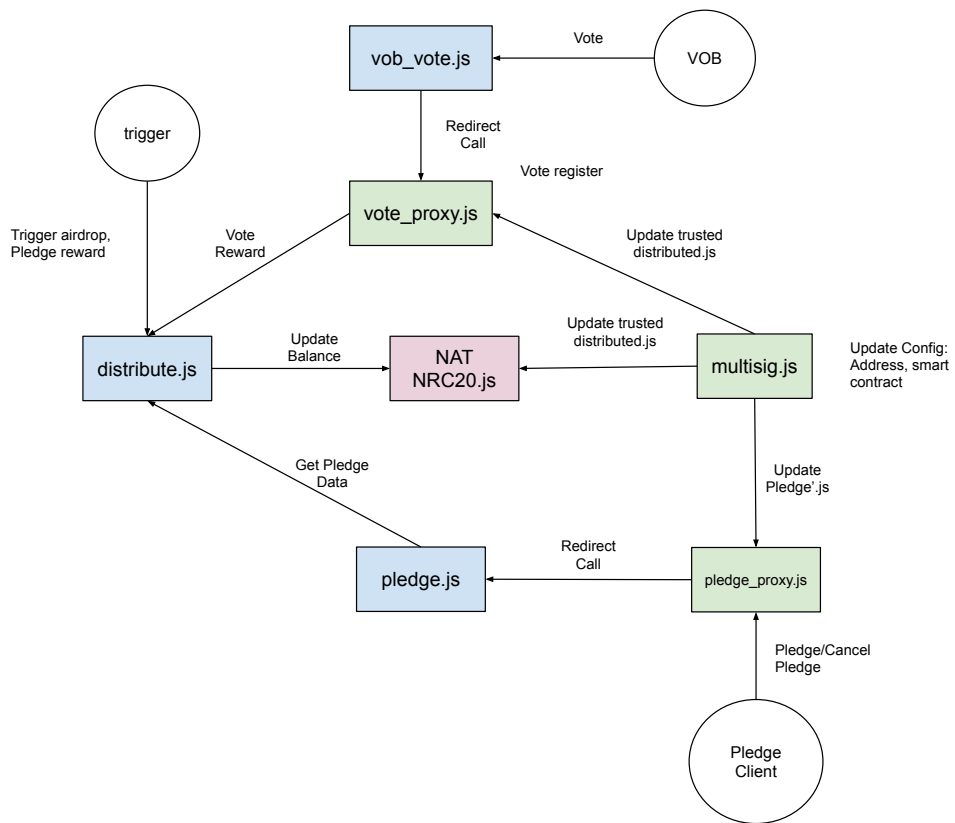 Vote
vob_vote.js
VOB
trigger
Redirect
Call
Vote register
vote_proxy.js
Trigger airdrop,
Pledge reward
Vote
Reward
Update trusted
distributed.js
Update
Balance
Update trusted
distributed.js
distribute.js
NAT
NRC20.js
multisig.js
Update Config:
Address, smart
contract
Get Pledge
Data
Update
Pledge'.js
Redirect
Call
pledge.js
pledge_proxy.js
Pledge/Cancel
Pledge
Pledge
Client